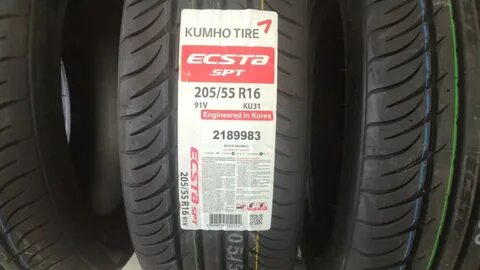 KUMHO TIRE
ECSTA
SPT
205/55 R16
91V KU31
Engineered in Korea
2189983
ECSTA SPT
205/55 R16 91V